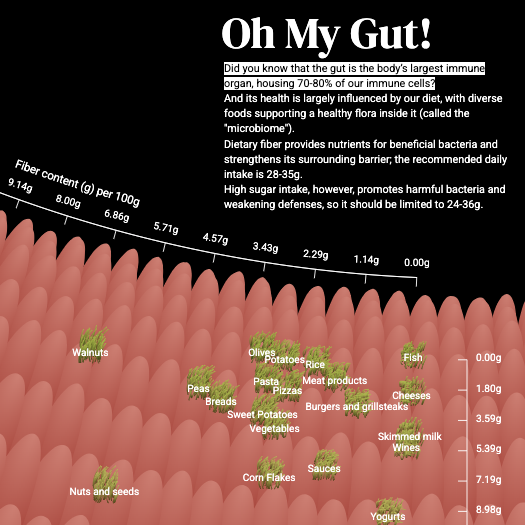 Oh My Gut!
Did you know that the gut is the body's largest immune
organ, housing 70-80% of our immune cells?
And its health is largely influenced by our diet, with diverse
foods supporting a healthy flora inside it (called the
"microbiome").
Dietary fiber provides nutrients for beneficial bacteria and
strengthens its surrounding barrier; the recommended daily
intake is 28-35g.
High sugar intake, however, promotes harmful bacteria and
weakening defenses, so it should be limited to 24-36g.
Fiber content (g) per 100g
9.14g
8.00g
6.86g
5.71g
4.57g
3.43g
2.29g
1.14g
0.00g
Walnuts
Olives
Potatoes
Rice
Fish
0.00g
Peas
Pasta
Meat products
Pizzas
Breads
Cheeses
1.80g
Burgers and grillsteaks
Sweet Potatoes
Vegetables
3.59g
Skimmed milk
Wines
5.39g
Corn Flakes
Sauces
7.19g
Nuts and seeds
Yogurts
8.98g